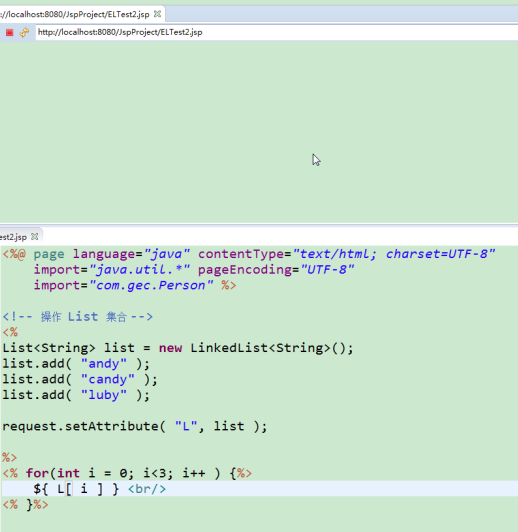 ://localhost:8080/JspProject/ELTest2.jsp
http://localhost:8080/JspProject/ELTest2.jsp
est2.jsp
<%@ page language="java" contentType="text/html; charset=UTF-8"
import="java.util.*" pageEncoding="UTF-8"
import="com.gec.Person" %>
<!-- 操作 List 集合 -->
<%
List<String> list = new LinkedList<String>();
list.add( "andy" );
list.add( "candy" );
list.add( "luby" );
request.setAttribute( "L", list );
%>
<% for(int i = 0; i<3; i++ ) {%>
${ L[ i ] } <br/>
<% }%>